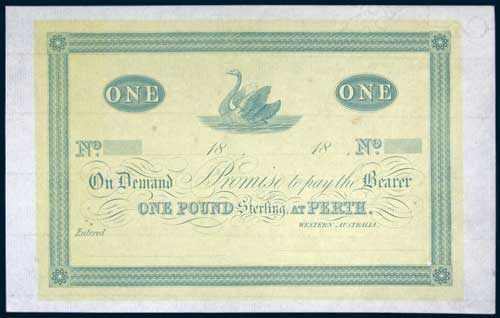 ONE ONE
No. 18 18 No.
On Demand I Promise to pay the Bearer
ONE POUND Sterling, AT PERTH.
Entered WESTERN AUSTRALIA.